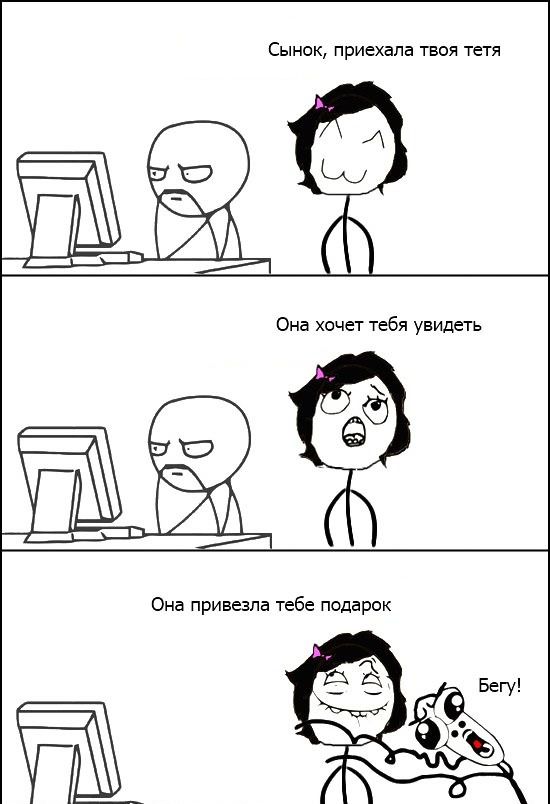 Сынок, приехала твоя тетя
Она хочет тебя увидеть
Она привезла тебе подарок
Бегу!